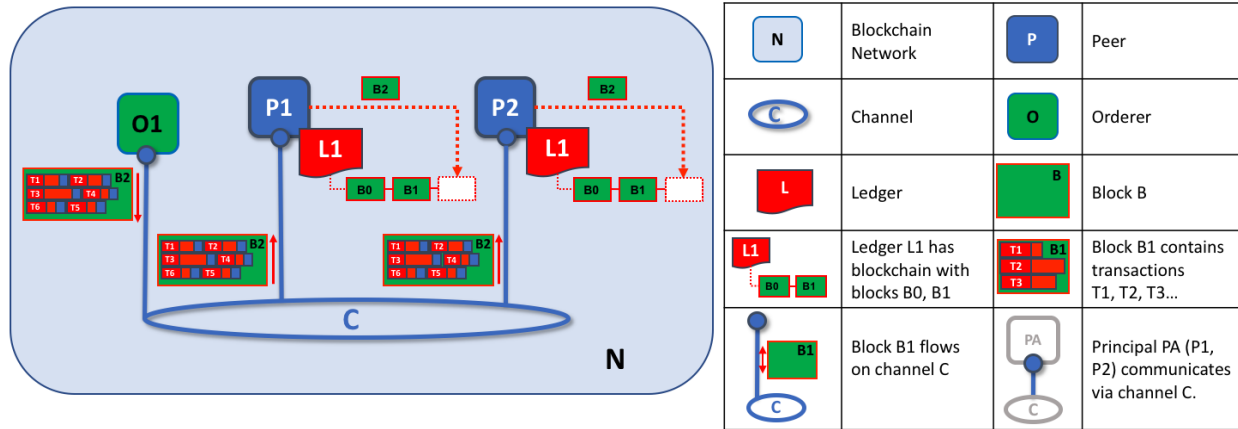 O1
P1
P2
B2
B2
L1
L1
B0 B1
B0 B1
B2
T1 T2
T3 T4
T6 T5
B2
T1 T2
T3 T4
T6 T5
B2
T1 T2
T3 T4
T6 T5
C
N
N
Blockchain
Network
P
Peer
C
Channel
O
Orderer
L
Ledger
B
Block B
L1
B0 B1
Ledger L1 has
blockchain with
blocks B0, B1
T1 B1
T2
T3
Block B1 contains
transactions
T1, T2, T3...
B1
C
Block B1 flows
on channel C
PA
C
Principal PA (P1,
P2) communicates
via channel C.